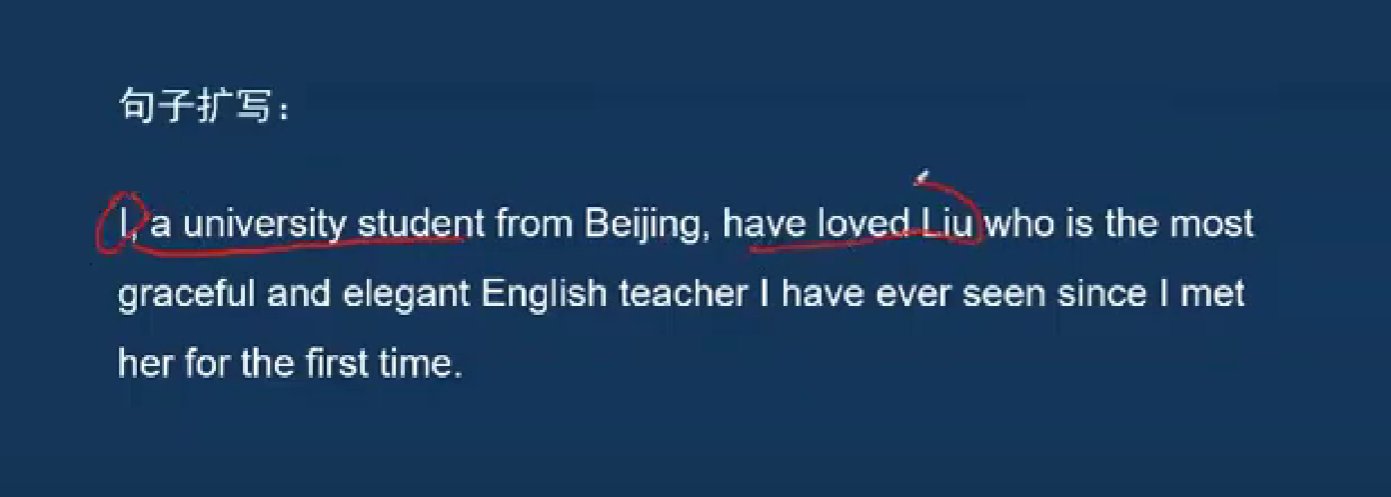 句子扩写：
I, a university student from Beijing, have loved Liu who is the most
graceful and elegant English teacher I have ever seen since I met
her for the first time.